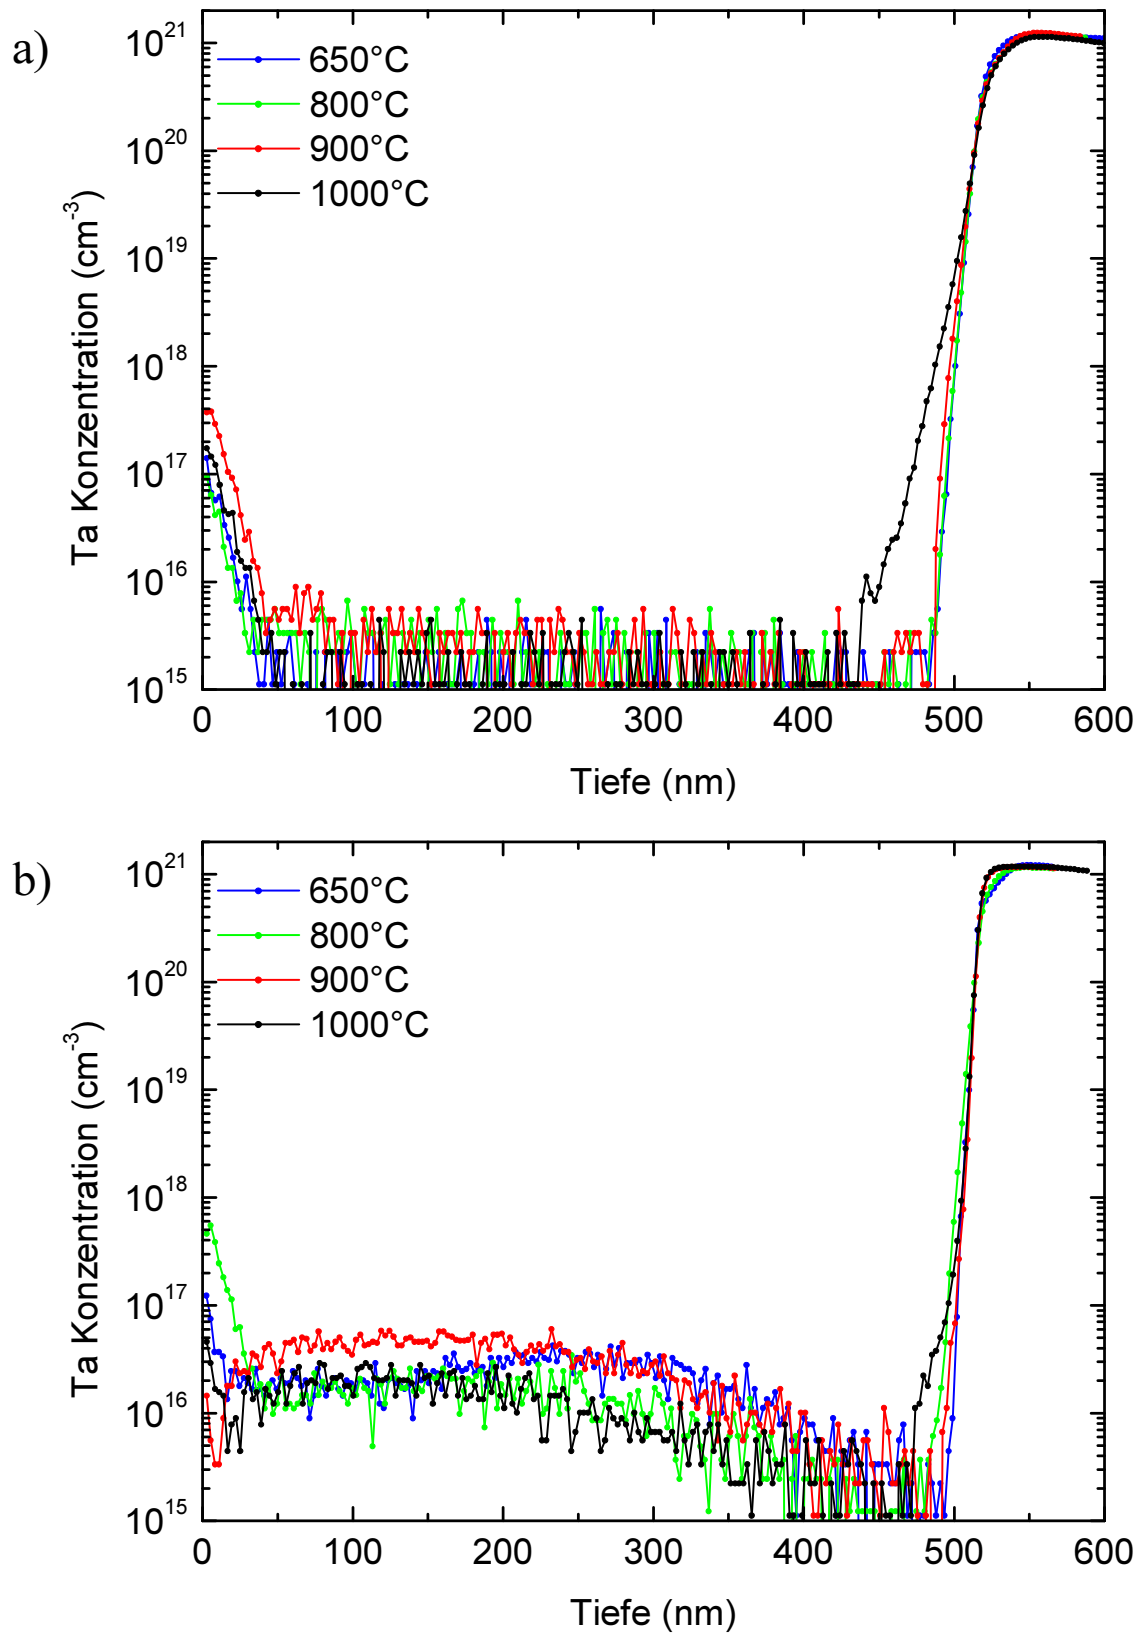 a)
650°C
800°C
900°C
1000°C
10^21
10^20
10^19
10^18
10^17
10^16
10^15
Ta Konzentration (cm^-3)
0 100 200 300 400 500 600
Tiefe (nm)
b)
650°C
800°C
900°C
1000°C
10^21
10^20
10^19
10^18
10^17
10^16
10^15
Ta Konzentration (cm^-3)
0 100 200 300 400 500 600
Tiefe (nm)